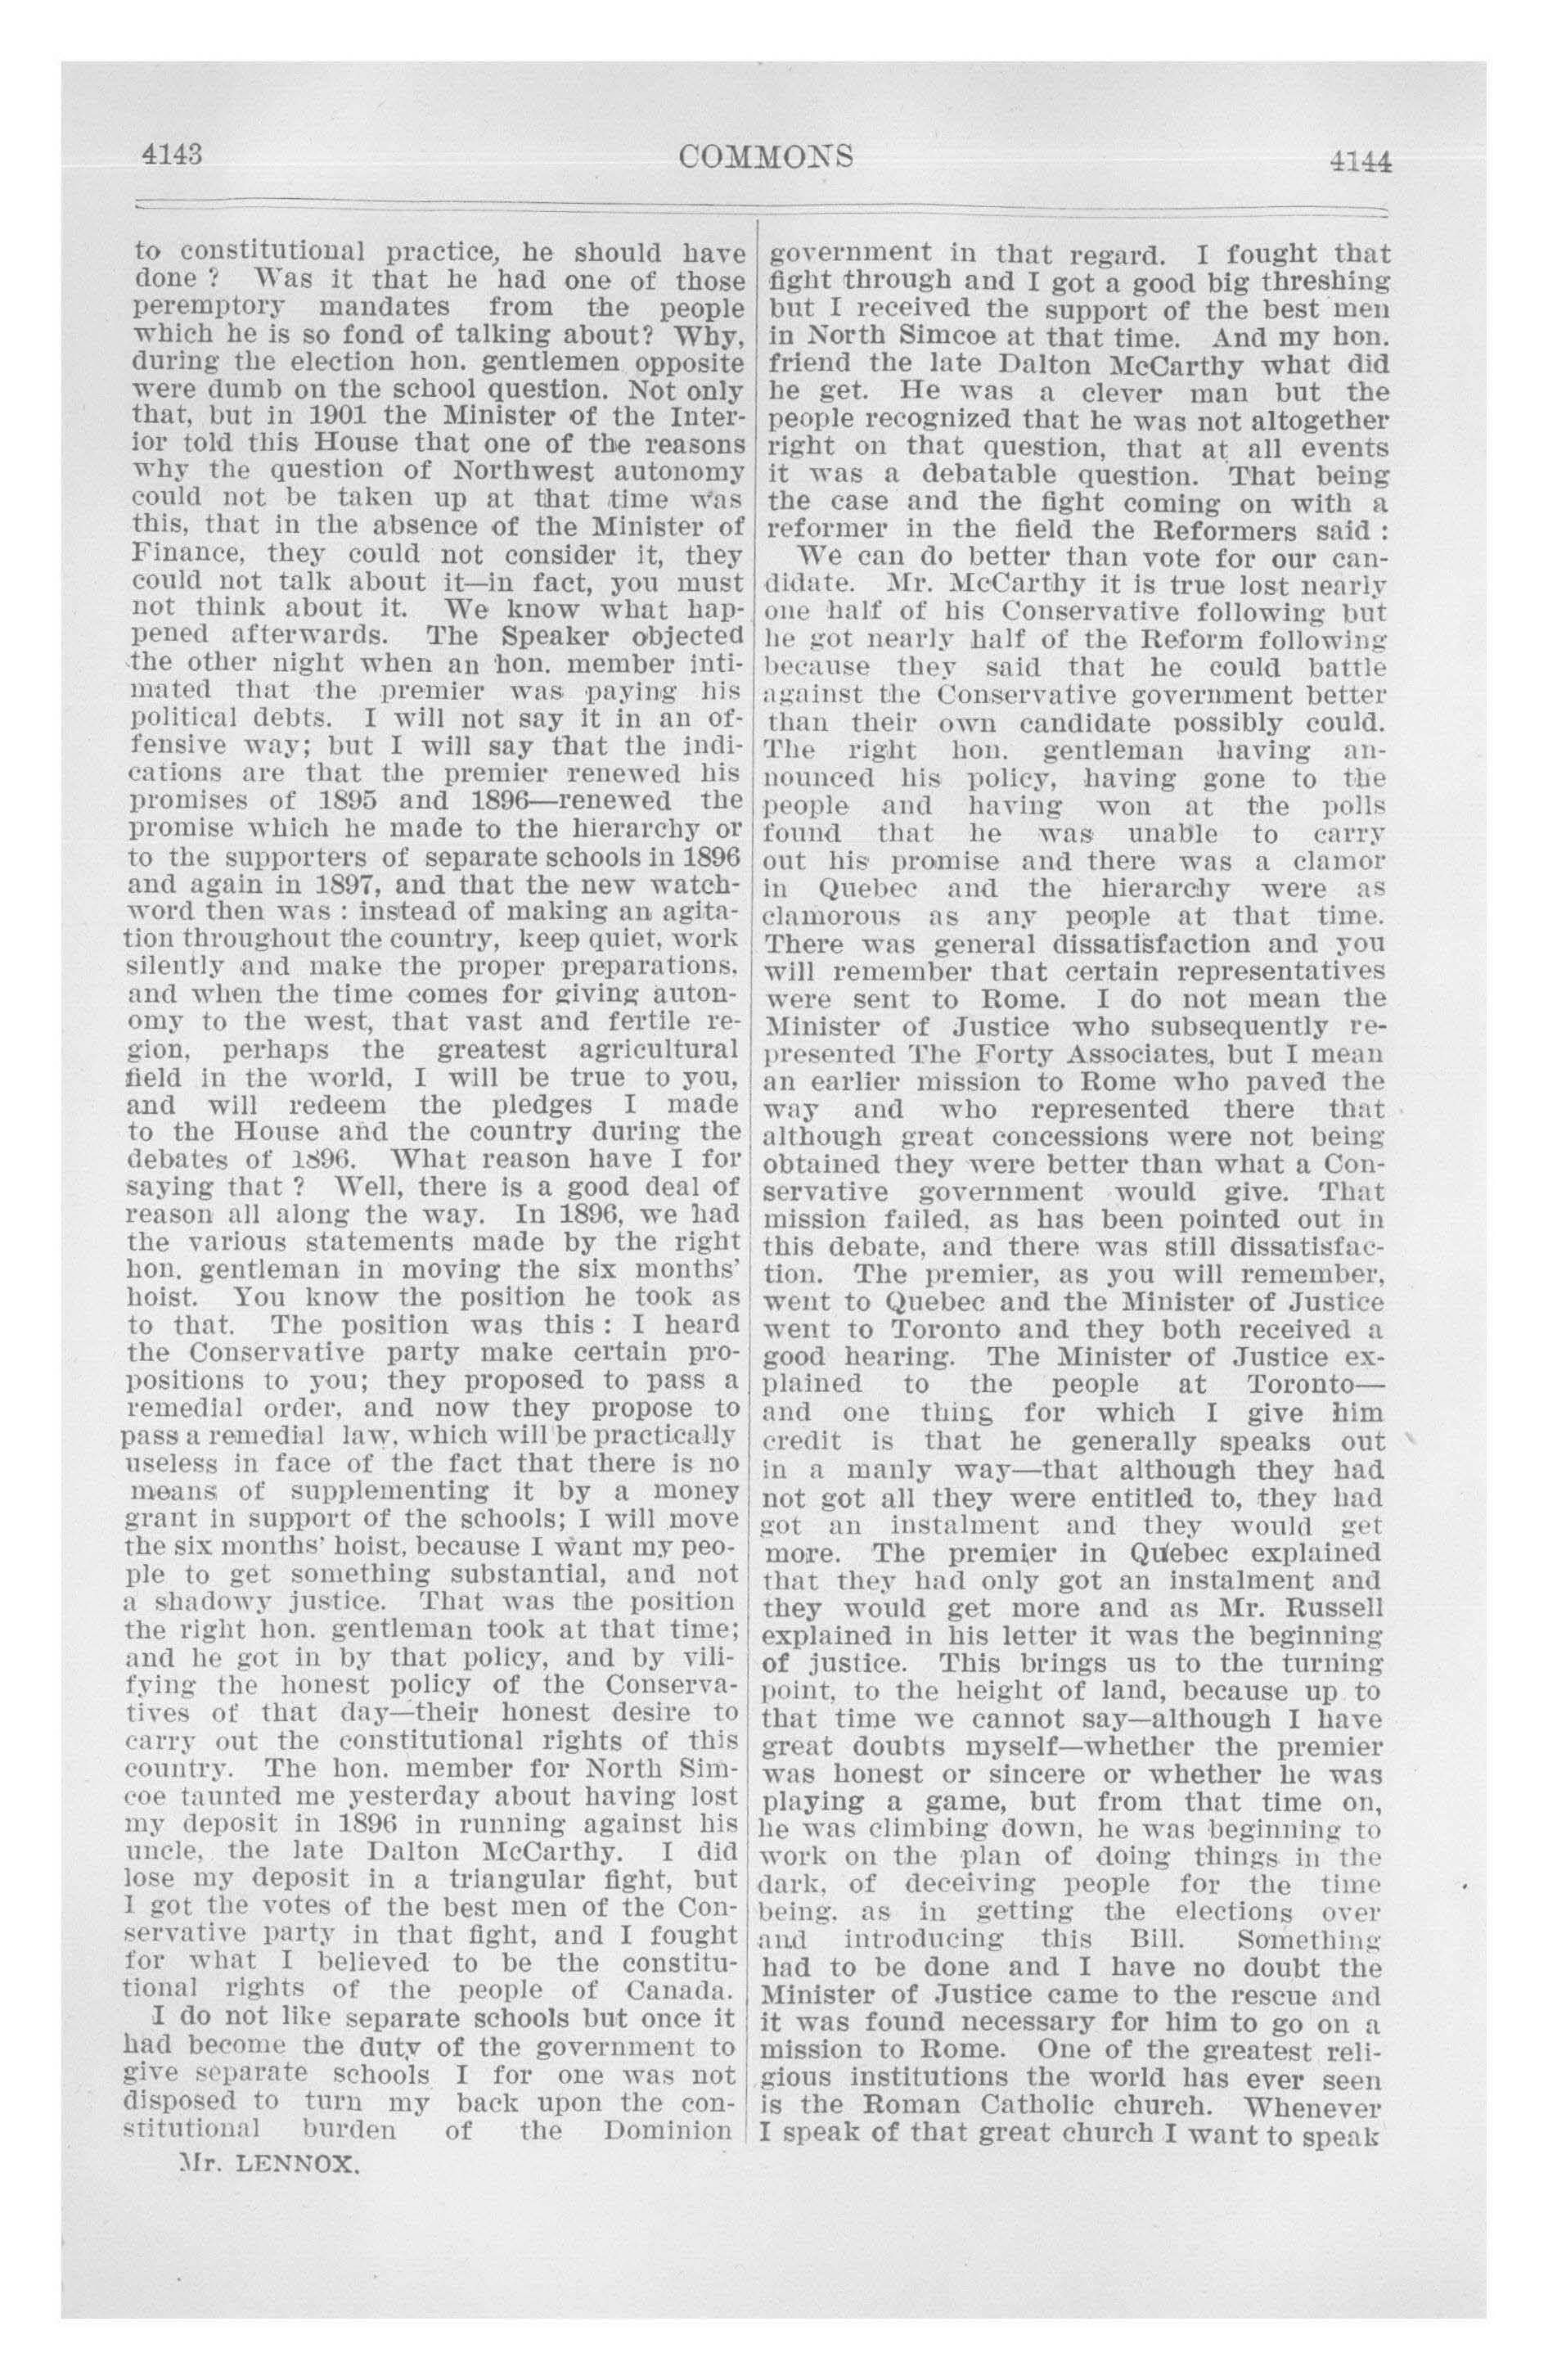 4143
COMMONS
4144
to constitutional practice, he should have
done ? Was it that he had one of those
peremptory mandates from the people
which he is so fond of talking about? Why,
during the election hon. gentlemen opposite
were dumb on the school question. Not only
that, but in 1901 the Minister of the Inter-
ior told this House that one of the reasons
why the question of Northwest autonomy
could not be taken up at that time was
this, that in the absence of the Minister of
Finance, they could not consider it, they
could not talk about it—in fact, you must
not think about it. We know what hap-
pened afterwards. The Speaker objected
the other night when an hon. member inti-
mated that the premier was paying his
political debts. I will not say it in an of-
fensive way; but I will say that the indi-
cations are that the premier renewed his
promises of 1895 and 1896—renewed the
promise which he made to the hierarchy or
to the supporters of separate schools in 1896
and again in 1897, and that the new watch-
word then was : instead of making an agita-
tion throughout the country, keep quiet, work
silently and make the proper preparations,
and when the time comes for giving auton-
omy to the west, that vast and fertile re-
gion, perhaps the greatest agricultural
field in the world, I will be true to you,
and will redeem the pledges I made
to the House and the country during the
debates of 1896. What reason have I for
saying that ? Well, there is a good deal of
reason all along the way. In 1896, we had
the various statements made by the right
hon. gentleman in moving the six months'
hoist. You know the position he took as
to that. The position was this : I heard
the Conservative party make certain pro-
positions to you; they proposed to pass a
remedial order, and now they propose to
pass a remedial law, which will be practically
useless in face of the fact that there is no
means of supplementing it by a money
grant in support of the schools; I will move
the six months' hoist, because I want my peo-
ple to get something substantial, and not
a shadowy justice. That was the position
the right hon. gentleman took at that time;
and he got in by that policy, and by vili-
fying the honest policy of the Conserva-
tives of that day—their honest desire to
carry out the constitutional rights of this
country. The hon. member for North Sim-
coe taunted me yesterday about having lost
my deposit in 1896 in running against his
uncle, the late Dalton McCarthy. I did
lose my deposit in a triangular fight, but
I got the votes of the best men of the Con-
servative party in that fight, and I fought
for what I believed to be the constitu-
tional rights of the people of Canada.
I do not like separate schools but once it
had become the duty of the government to
give separate schools I for one was not
disposed to turn my back upon the con-
stitutional burden of the Dominion
Mr. LENNOX.
government in that regard. I fought that
fight through and I got a good big threshing
but I received the support of the best men
in North Simcoe at that time. And my hon.
friend the late Dalton McCarthy what did
he get. He was a clever man but the
people recognized that he was not altogether
right on that question, that at all events
it was a debatable question. That being
the case and the fight coming on with a
reformer in the field the Reformers said :
We can do better than vote for our can-
didate. Mr. McCarthy it is true lost nearly
one half of his Conservative following but
he got nearly half of the Reform following
because they said that he could battle
against the Conservative government better
than their own candidate possibly could.
The right hon. gentleman having an-
nounced his policy, having gone to the
people and having won at the polls
found that he was unable to carry
out his promise and there was a clamor
in Quebec and the hierarchy were as
clamorous as any people at that time.
There was general dissatisfaction and you
will remember that certain representatives
were sent to Rome. I do not mean the
Minister of Justice who subsequently re-
presented The Forty Associates, but I mean
an earlier mission to Rome who paved the
way and who represented there that
although great concessions were not being
obtained they were better than what a Con-
servative government would give. That
mission failed, as has been pointed out in
this debate, and there was still dissatisfac-
tion. The premier, as you will remember,
went to Quebec and the Minister of Justice
went to Toronto and they both received a
good hearing. The Minister of Justice ex-
plained to the people at Toronto—
and one thing for which I give him
credit is that he generally speaks out
in a manly way—that although they had
not got all they were entitled to, they had
got an instalment and they would get
more. The premier in Quebec explained
that they had only got an instalment and
they would get more and as Mr. Russell
explained in his letter it was the beginning
of justice. This brings us to the turning
point, to the height of land, because up to
that time we cannot say—although I have
great doubts myself—whether the premier
was honest or sincere or whether he was
playing a game, but from that time on,
he was climbing down, he was beginning to
work on the plan of doing things in the
dark, of deceiving people for the time
being, as in getting the elections over
and introducing this Bill. Something
had to be done and I have no doubt the
Minister of Justice came to the rescue and
it was found necessary for him to go on a
mission to Rome. One of the greatest reli-
gious institutions the world has ever seen
is the Roman Catholic church. Whenever
I speak of that great church I want to speak